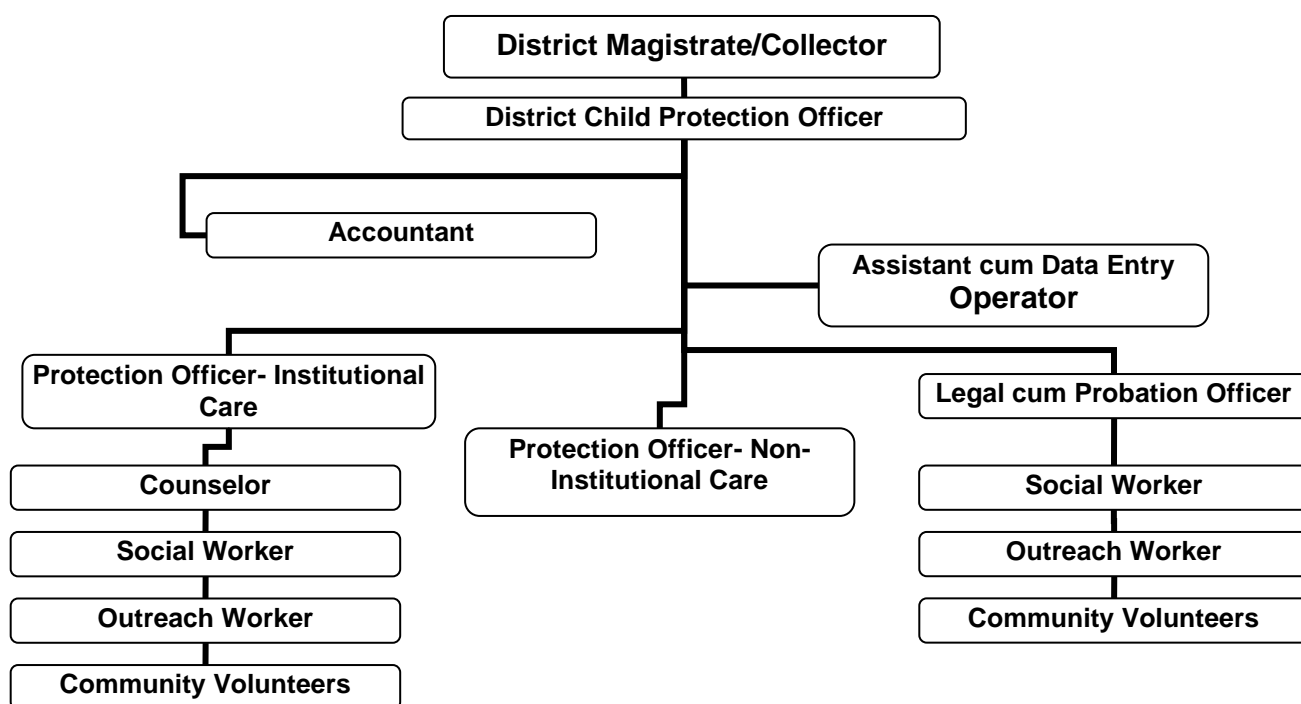 District Magistrate/Collector
District Child Protection Officer
Accountant
Assistant cum Data Entry
Operator
Protection Officer- Institutional
Care
Counselor
Social Worker
Outreach Worker
Community Volunteers
Protection Officer- Non-
Institutional Care
Legal cum Probation Officer
Social Worker
Outreach Worker
Community Volunteers